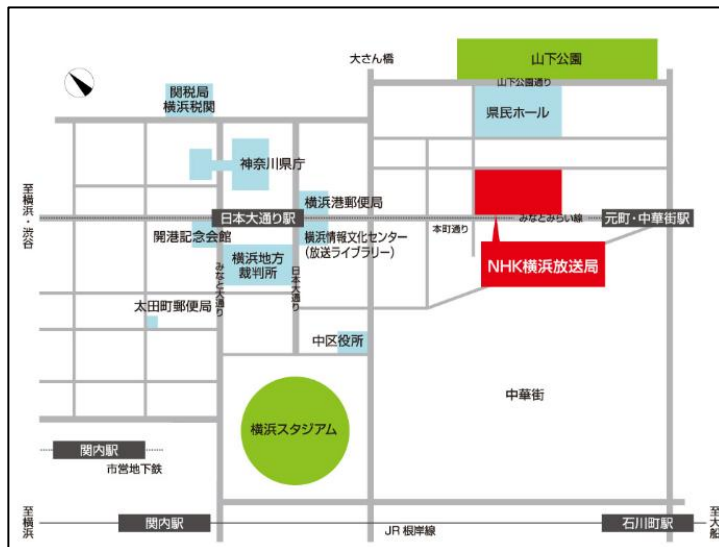 大さん橋
山下公園
山下公園通り
関税局
横浜税関
県民ホール
神奈川県庁
横浜港郵便局
至横浜・渋谷
日本大通り駅
みなとみらい線
元町・中華街駅
開港記念会館
横浜情報文化センター
(放送ライブラリー)
本町通り
横浜地方
裁判所
NHK横浜放送局
みなと大通り
日本大通り
太田町郵便局
中区役所
中華街
横浜スタジアム
関内駅
市営地下鉄
至横浜
関内駅
JR 根岸線
石川町駅
至大船